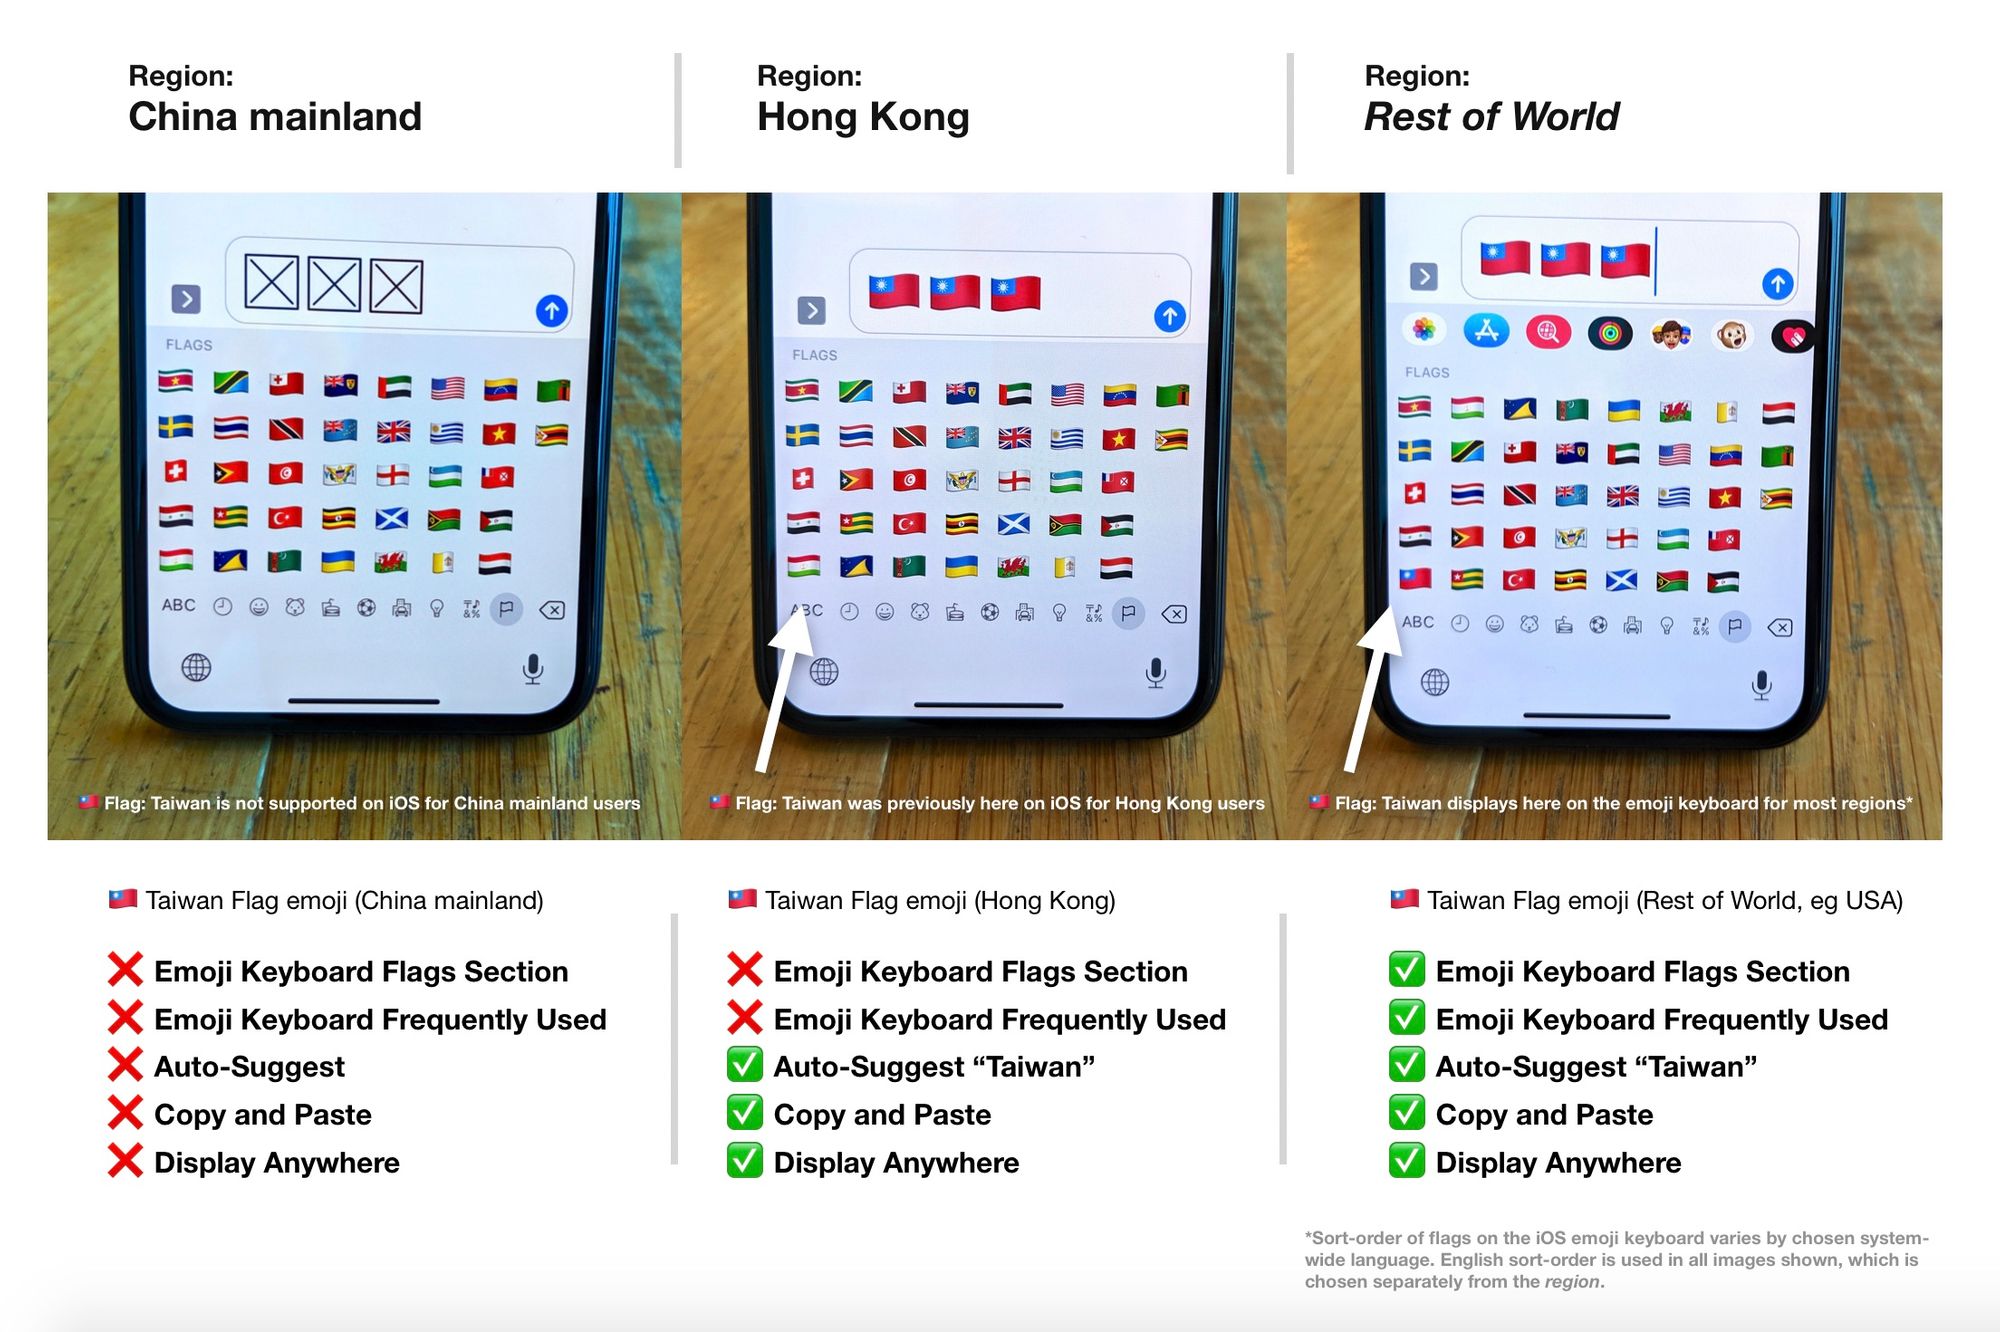 Region:
China mainland
Region:
Hong Kong
Region:
Rest of World
FLAGS
ABC
FLAGS
ABC
FLAGS
ABC
🇹🇼 Flag: Taiwan is not supported on iOS for China mainland users
🇹🇼 Flag: Taiwan was previously here on iOS for Hong Kong users
🇹🇼 Flag: Taiwan displays here on the emoji keyboard for most regions*
🇹🇼 Taiwan Flag emoji (China mainland)
❌ Emoji Keyboard Flags Section
❌ Emoji Keyboard Frequently Used
❌ Auto-Suggest
❌ Copy and Paste
❌ Display Anywhere
🇹🇼 Taiwan Flag emoji (Hong Kong)
❌ Emoji Keyboard Flags Section
❌ Emoji Keyboard Frequently Used
✅ Auto-Suggest “Taiwan”
✅ Copy and Paste
✅ Display Anywhere
🇹🇼 Taiwan Flag emoji (Rest of World, eg USA)
✅ Emoji Keyboard Flags Section
✅ Emoji Keyboard Frequently Used
✅ Auto-Suggest “Taiwan”
✅ Copy and Paste
✅ Display Anywhere
*Sort-order of flags on the iOS emoji keyboard varies by chosen system-
wide language. English sort-order is used in all images shown, which is
chosen separately from the region.